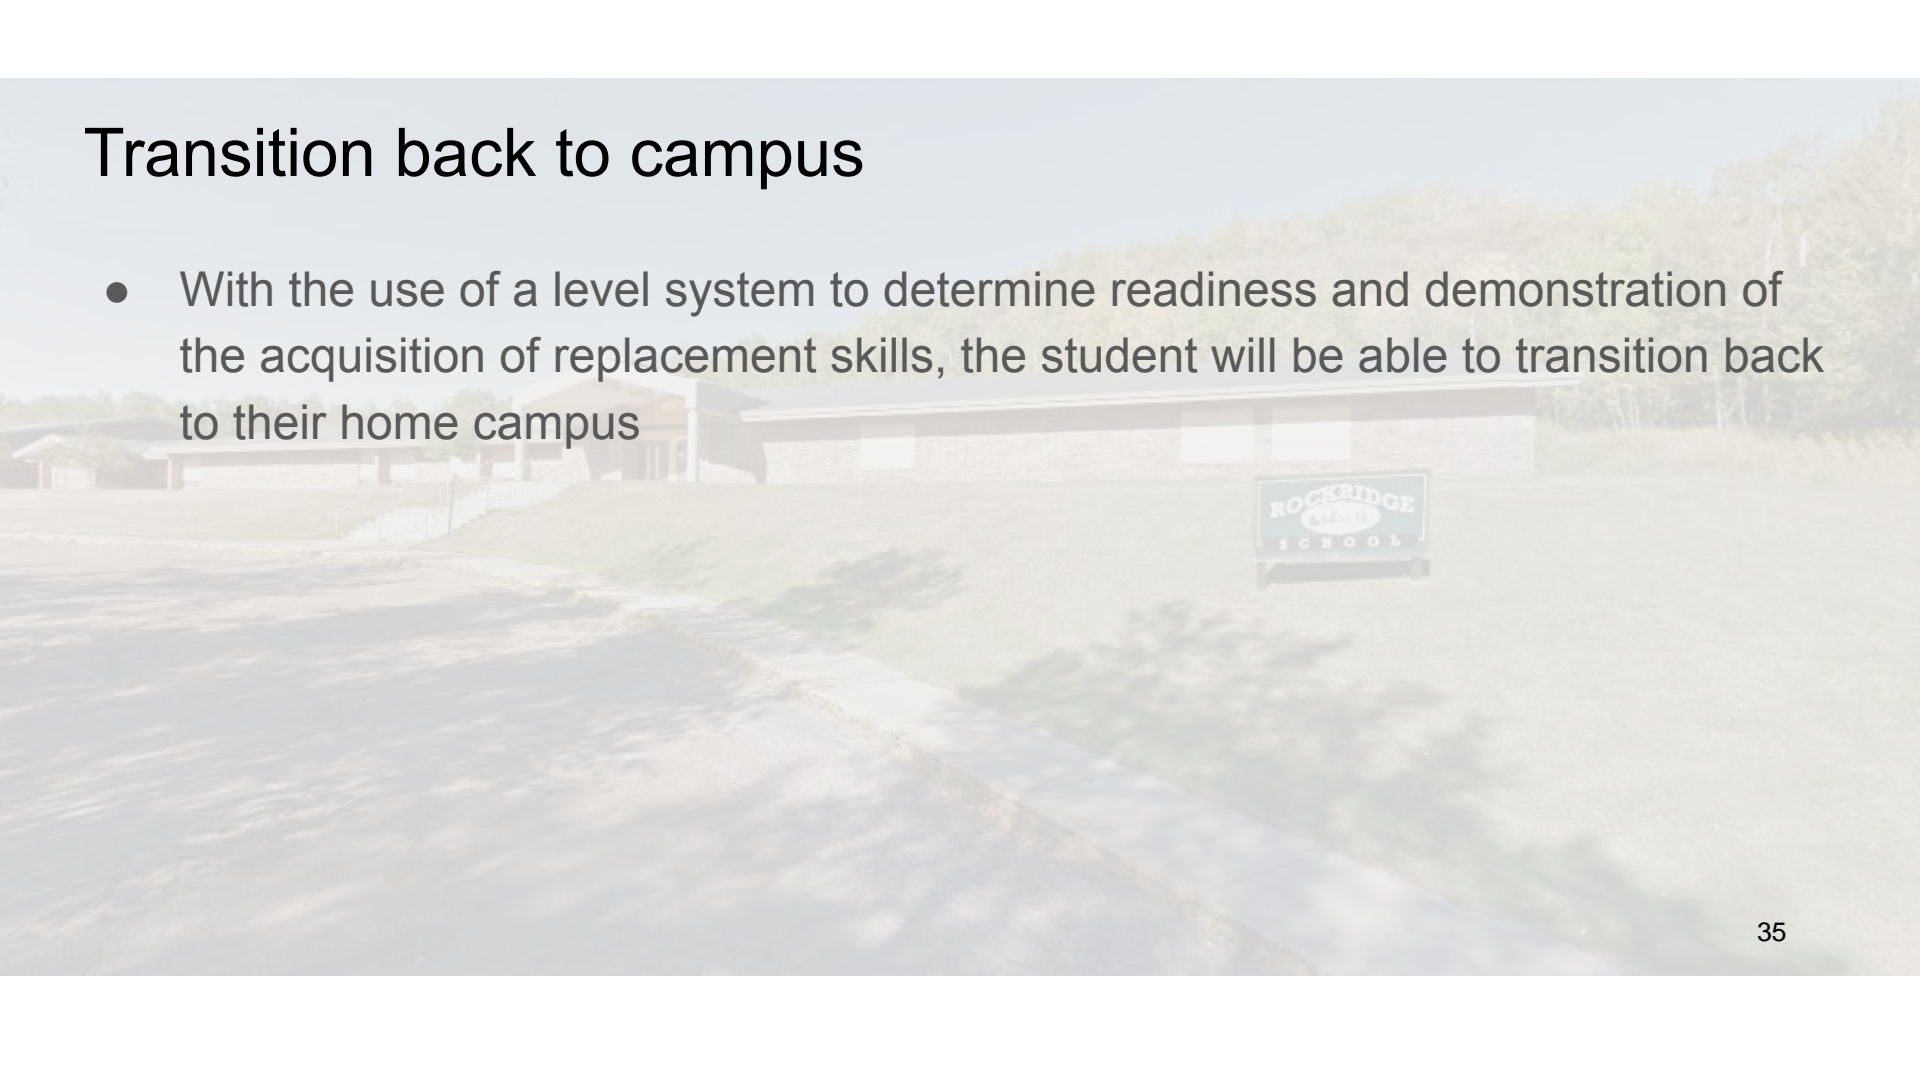 Transition back to campus
● With the use of a level system to determine readiness and demonstration of
the acquisition of replacement skills, the student will be able to transition back
to their home campus
ROCKRIDGE
SCHOOL
35